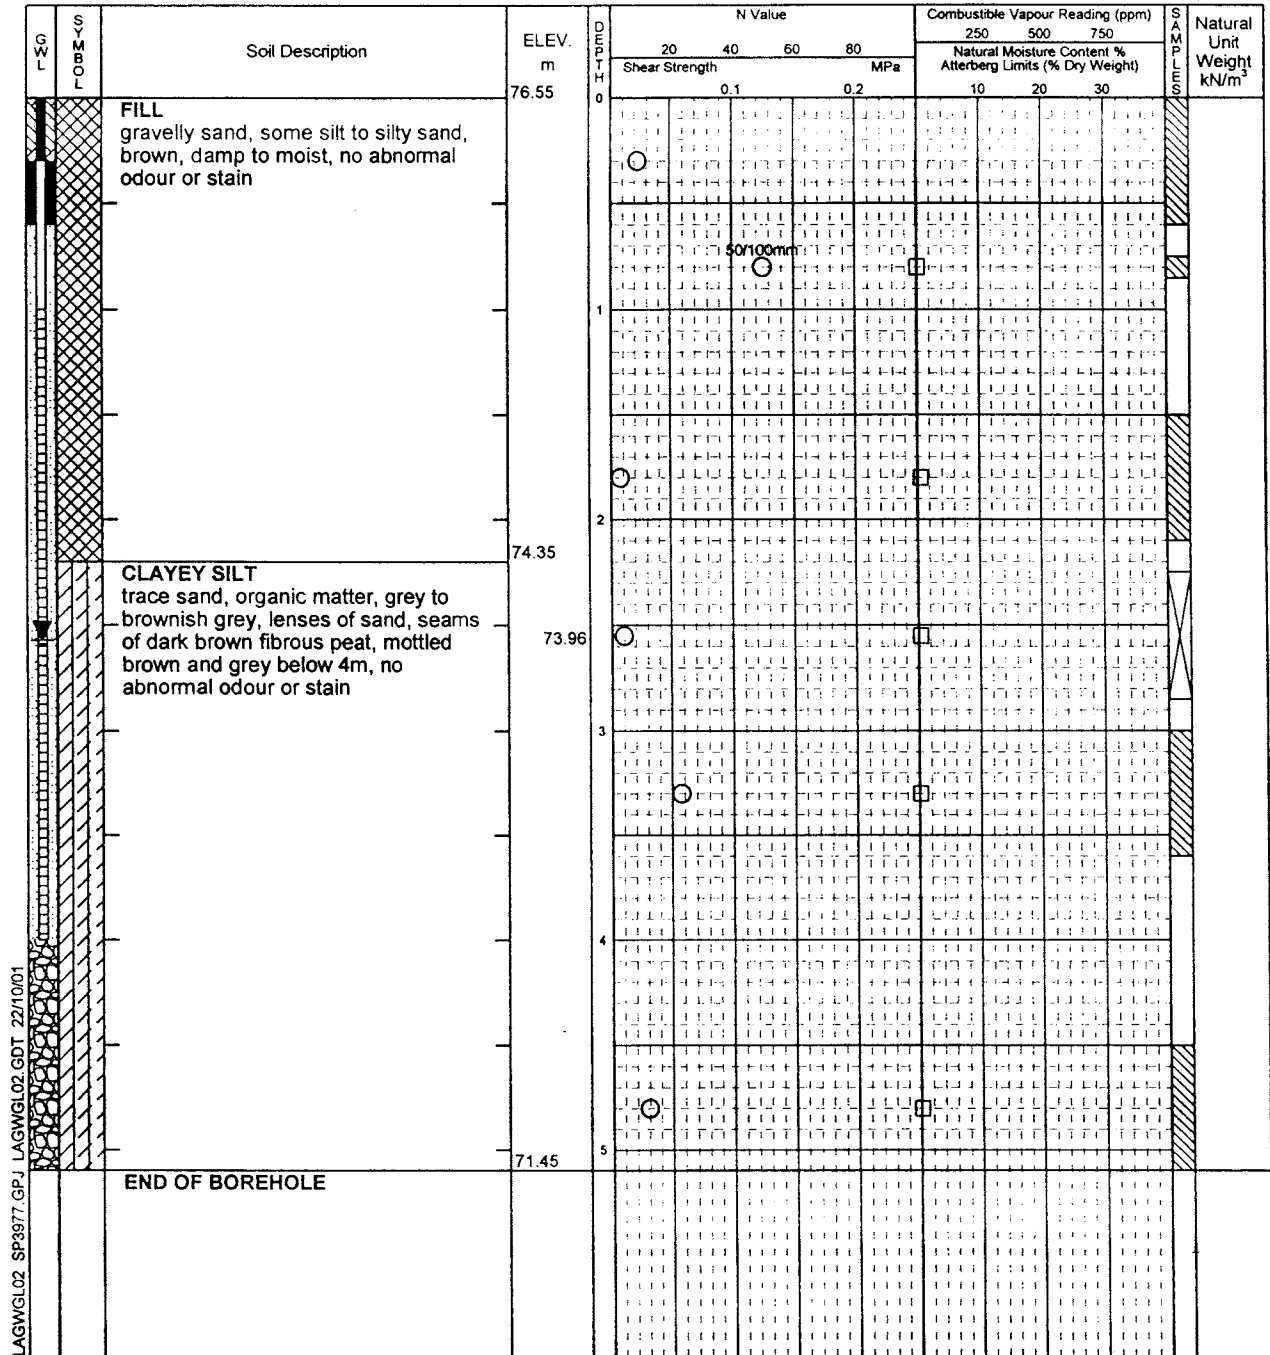 GWL
SYMBOL
Soil Description
ELEV.
m
DEPTH
N Value
20 40 60 80
Shear Strength MPa
0.1 0.2
Combustible Vapour Reading (ppm)
250 500 750
Natural Moisture Content %
Atterberg Limits (% Dry Weight)
10 20 30
SAMPLES
Natural
Unit
Weight
kN/m³
76.55
0
FILL
gravelly sand, some silt to silty sand,
brown, damp to moist, no abnormal
odour or stain
50/100mm
1
2
74.35
CLAYEY SILT
trace sand, organic matter, grey to
brownish grey, lenses of sand, seams
of dark brown fibrous peat, mottled
brown and grey below 4m, no
abnormal odour or stain
73.96
3
4
5
71.45
END OF BOREHOLE
LAGWGL02 SP3977.GPJ LAGWGL02.GDT 22/10/01